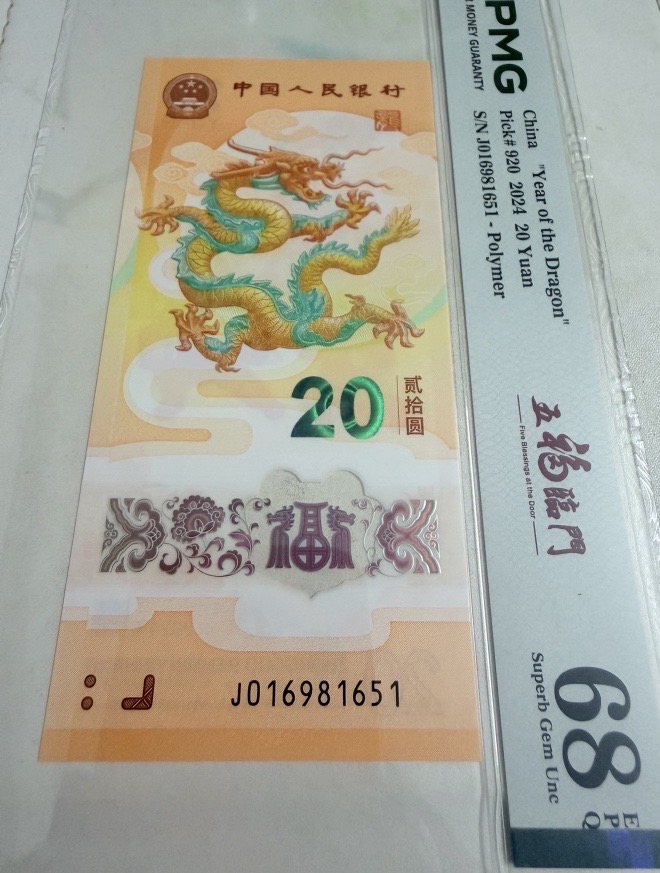 中国人民银行
20
贰拾圆
福
J016981651
PMG
MONEY GUARANTY
China "Year of the Dragon"
Pick# 920 2024 20 Yuan
S/N J016981651 - Polymer
五福臨門
Five Blessings at the Door
68
Superb Gem Unc
E
P
Q